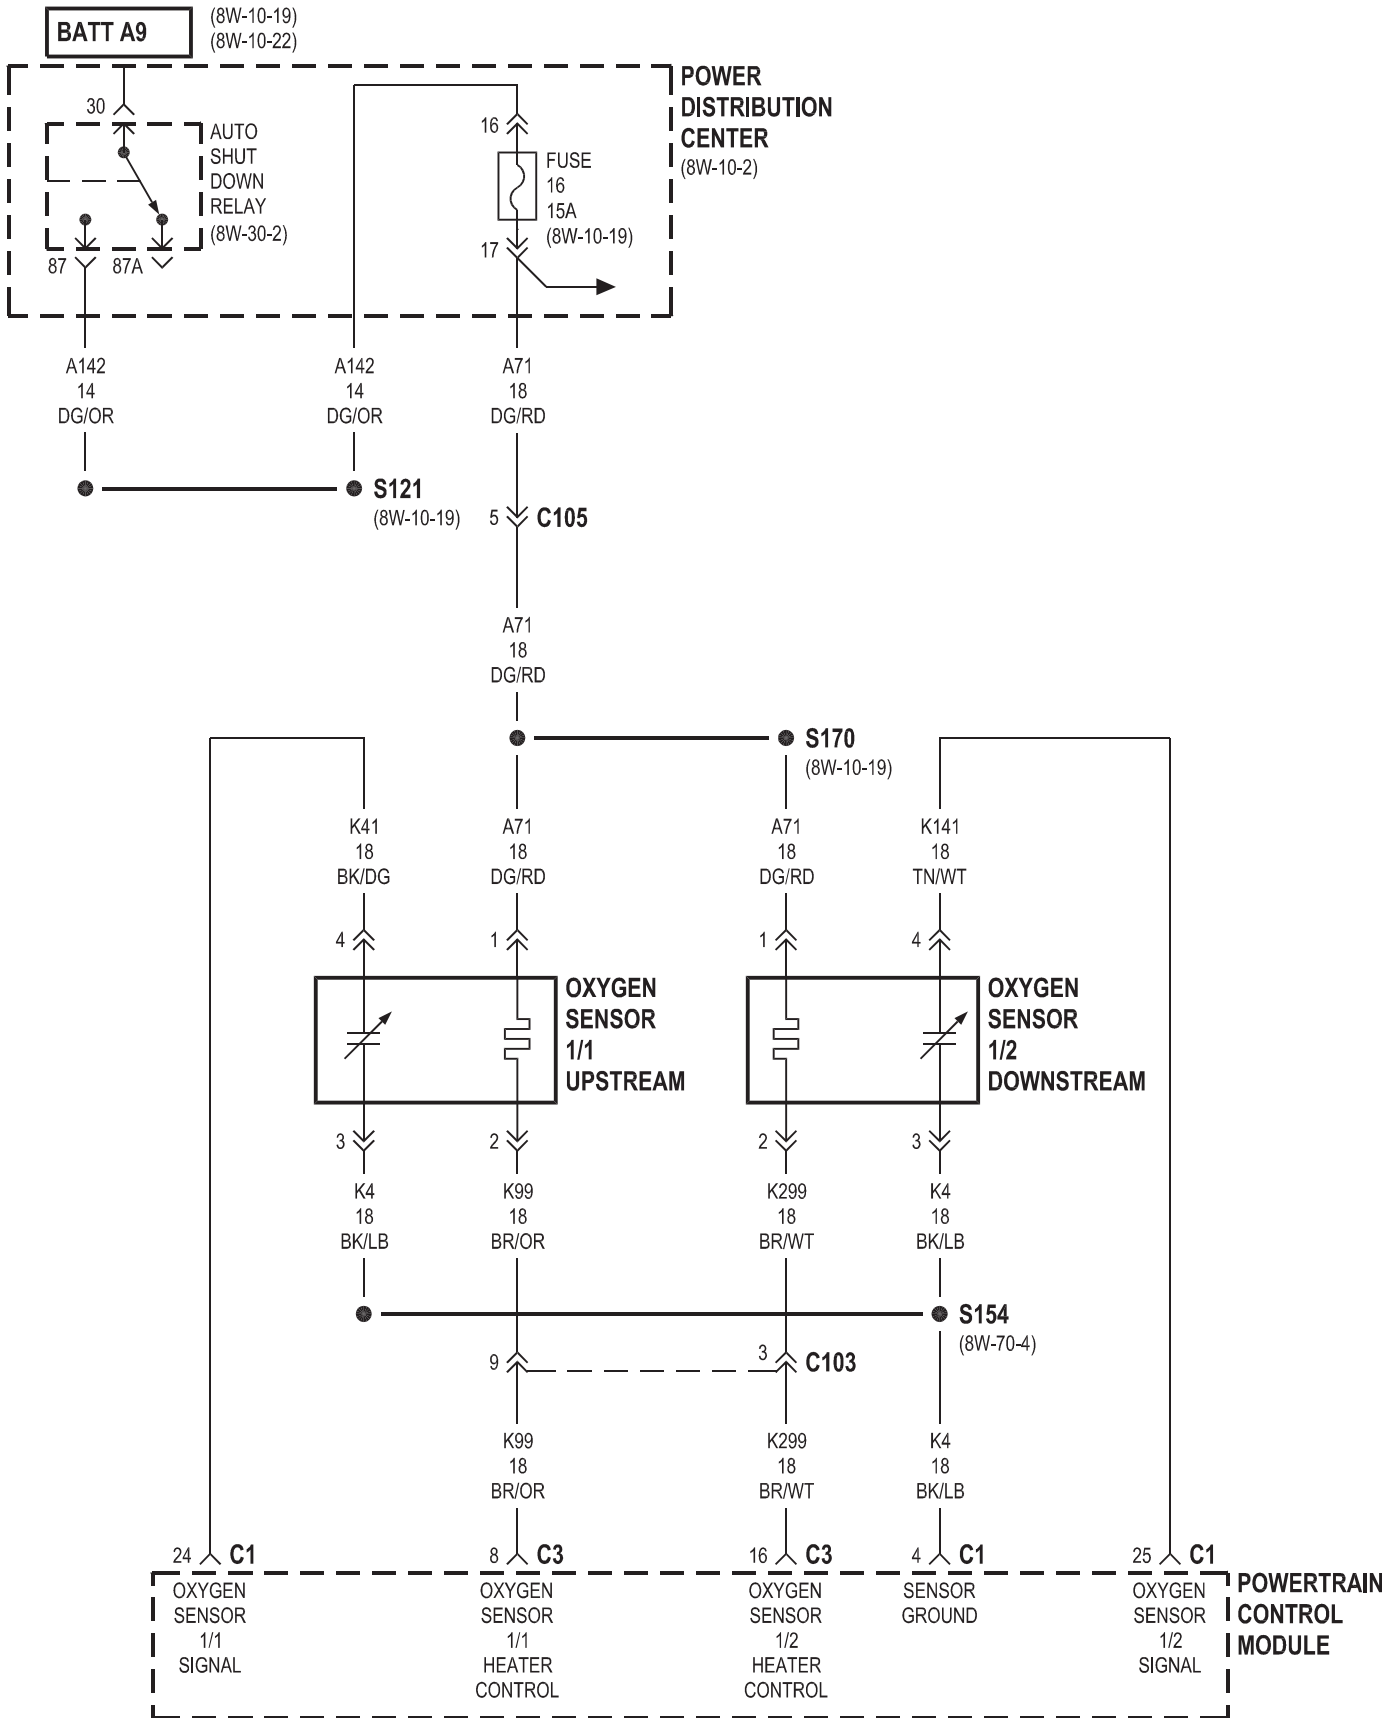 BATT A9
(8W-10-19)
(8W-10-22)
POWER
DISTRIBUTION
CENTER
(8W-10-2)
30
AUTO
SHUT
DOWN
RELAY
(8W-30-2)
87
87A
16
FUSE
16
15A
(8W-10-19)
17
A142
14
DG/OR
A142
14
DG/OR
A71
18
DG/RD
S121
(8W-10-19)
5
C105
A71
18
DG/RD
S170
(8W-10-19)
K41
18
BK/DG
A71
18
DG/RD
A71
18
DG/RD
K141
18
TN/WT
4
1
1
4
OXYGEN
SENSOR
1/1
UPSTREAM
OXYGEN
SENSOR
1/2
DOWNSTREAM
3
2
2
3
K4
18
BK/LB
K99
18
BR/OR
K299
18
BR/WT
K4
18
BK/LB
S154
(8W-70-4)
9
3
C103
K99
18
BR/OR
K299
18
BR/WT
K4
18
BK/LB
24
C1
8
C3
16
C3
4
C1
25
C1
OXYGEN
SENSOR
1/1
SIGNAL
OXYGEN
SENSOR
1/1
HEATER
CONTROL
OXYGEN
SENSOR
1/2
HEATER
CONTROL
SENSOR
GROUND
OXYGEN
SENSOR
1/2
SIGNAL
POWERTRAIN
CONTROL
MODULE